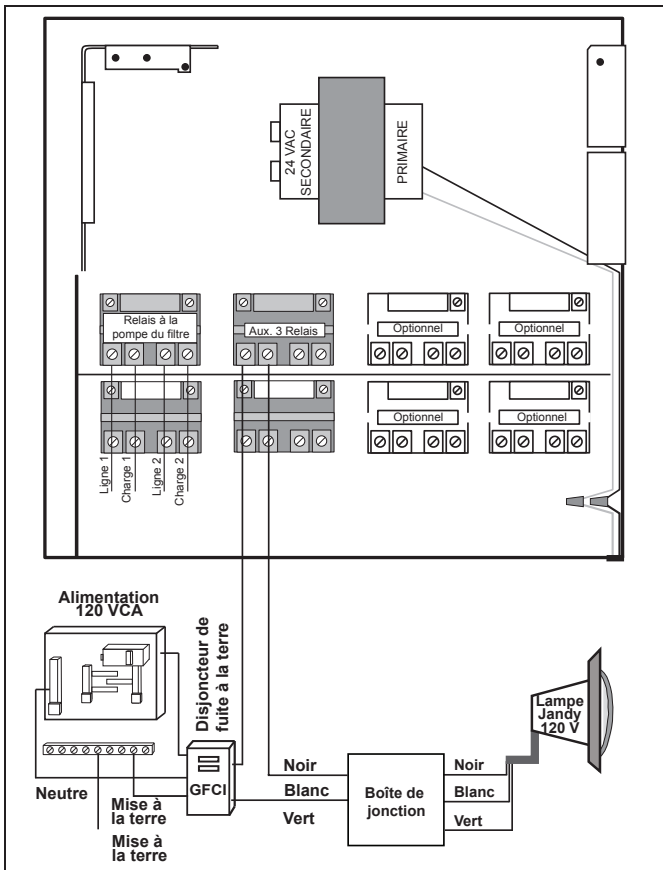 24 VAC
SECONDAIRE
PRIMAIRE
Relais à la
pompe du filtre
Aux. 3 Relais
Optionnel
Optionnel
Optionnel
Optionnel
Ligne 1
Charge 1
Ligne 2
Charge 2
Alimentation
120 VCA
Disjoncteur de
fuite à la terre
GFCI
Neutre
Mise à
la terre
Mise à
la terre
Noir
Blanc
Vert
Boîte de
jonction
Noir
Blanc
Vert
Lampe
Jandy
120 V